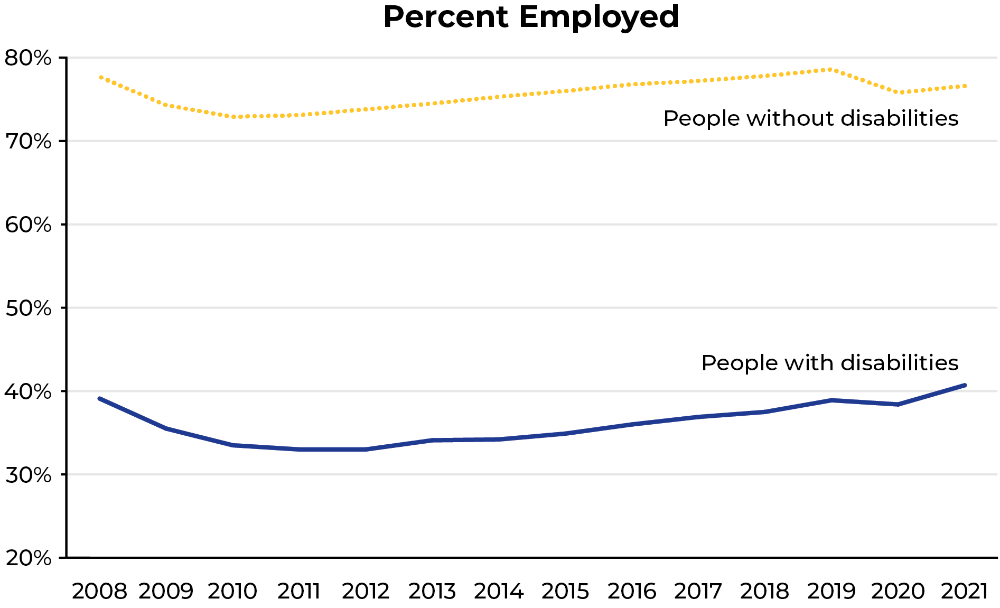 Percent Employed
80%
70%
60%
50%
40%
30%
20%
People without disabilities
People with disabilities
2008 2009 2010 2011 2012 2013 2014 2015 2016 2017 2018 2019 2020 2021